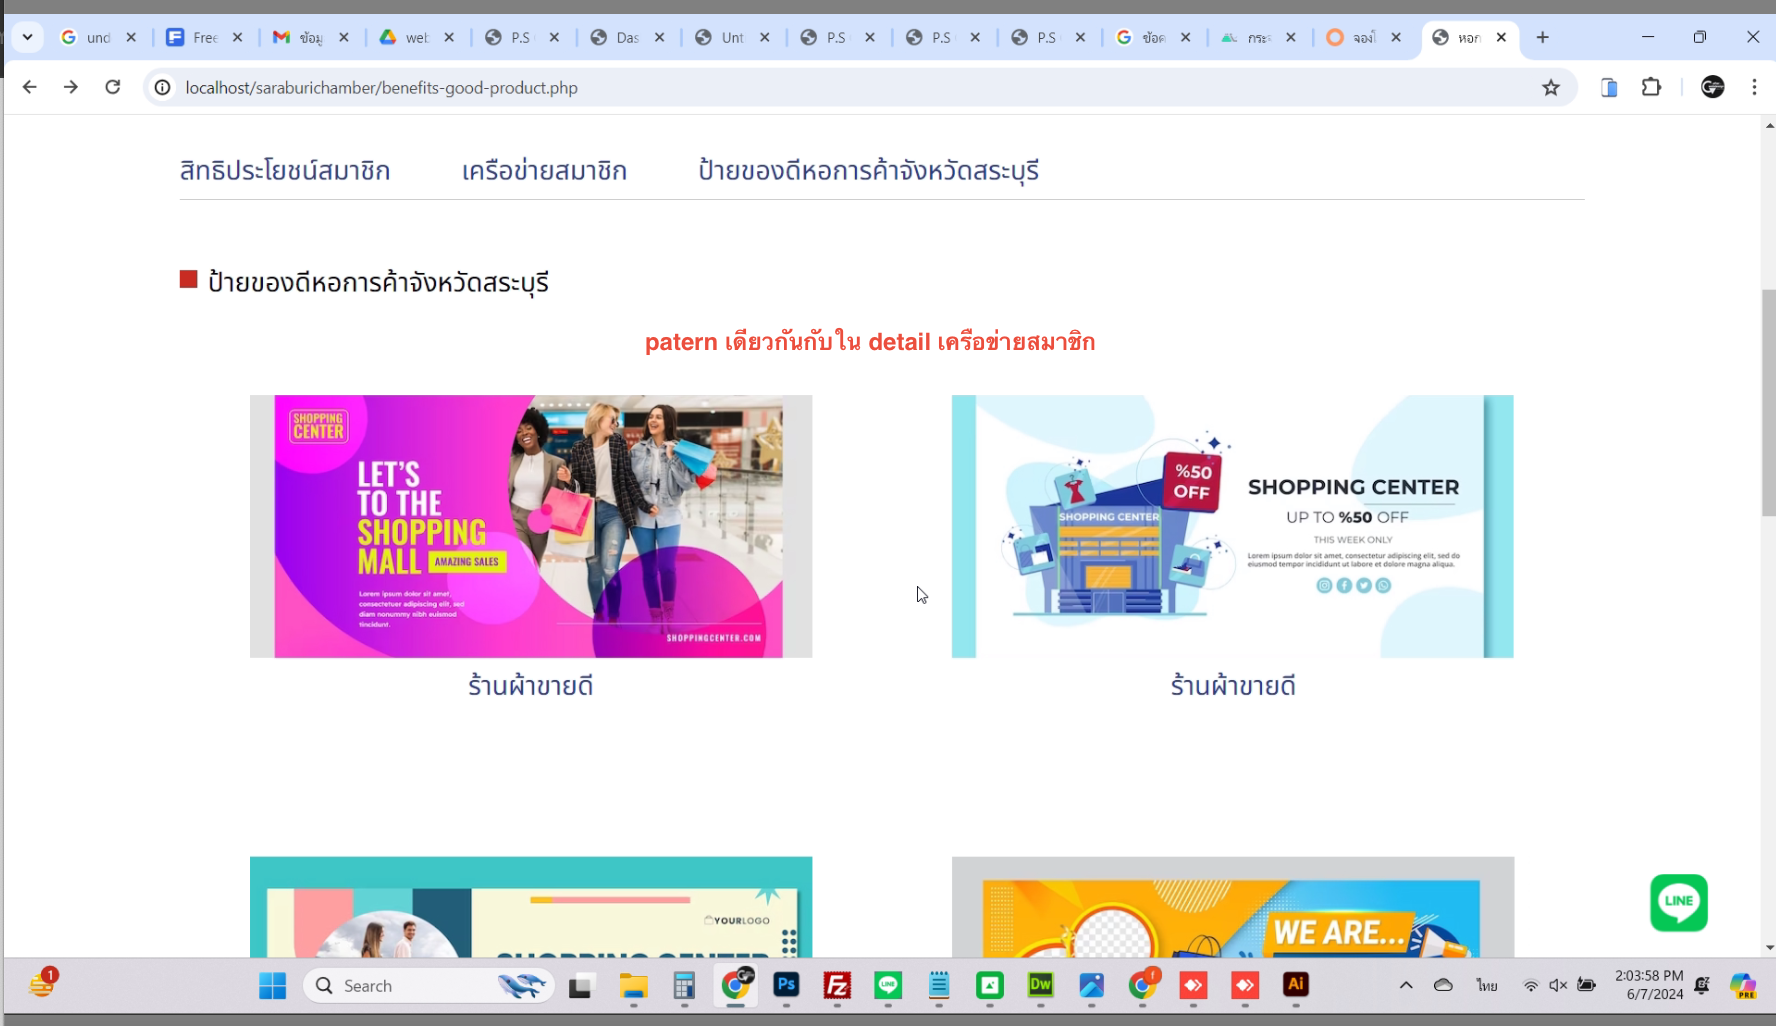 und
Free
ข้อมู
web
P.S
Das
Unt
P.S
P.S
P.S
ข้อค
กระ
จองโ
หอก
localhost/saraburichamber/benefits-good-product.php
สิทธิประโยชน์สมาชิก เครือข่ายสมาชิก ป้ายของดีหอการค้าจังหวัดสระบุรี
ป้ายของดีหอการค้าจังหวัดสระบุรี
patern เดียวกันกับใน detail เครือข่ายสมาชิก
SHOPPING
CENTER
LET'S
TO THE
SHOPPING
MALL AMAZING SALES
Lorem ipsum dolor sit amet,
consectetuer adipiscing elit, sed
diam nonummy nibh euismod
tincidunt.
SHOPPINGCENTER.COM
%50
OFF
SHOPPING CENTER
SHOPPING CENTER
UP TO %50 OFF
THIS WEEK ONLY
Lorem ipsum dolor sit amet, consectetur adipiscing elit, sed do
eiusmod tempor incididunt ut labore et dolore magna aliqua.
ร้านผ้าขายดี
ร้านผ้าขายดี
YOURLOGO
SHOPPING CENTER
WE ARE...
LINE
1
Search
Ps
Fz
LINE
Dw
f
Ai
ไทย
2:03:58 PM
6/7/2024
PRE